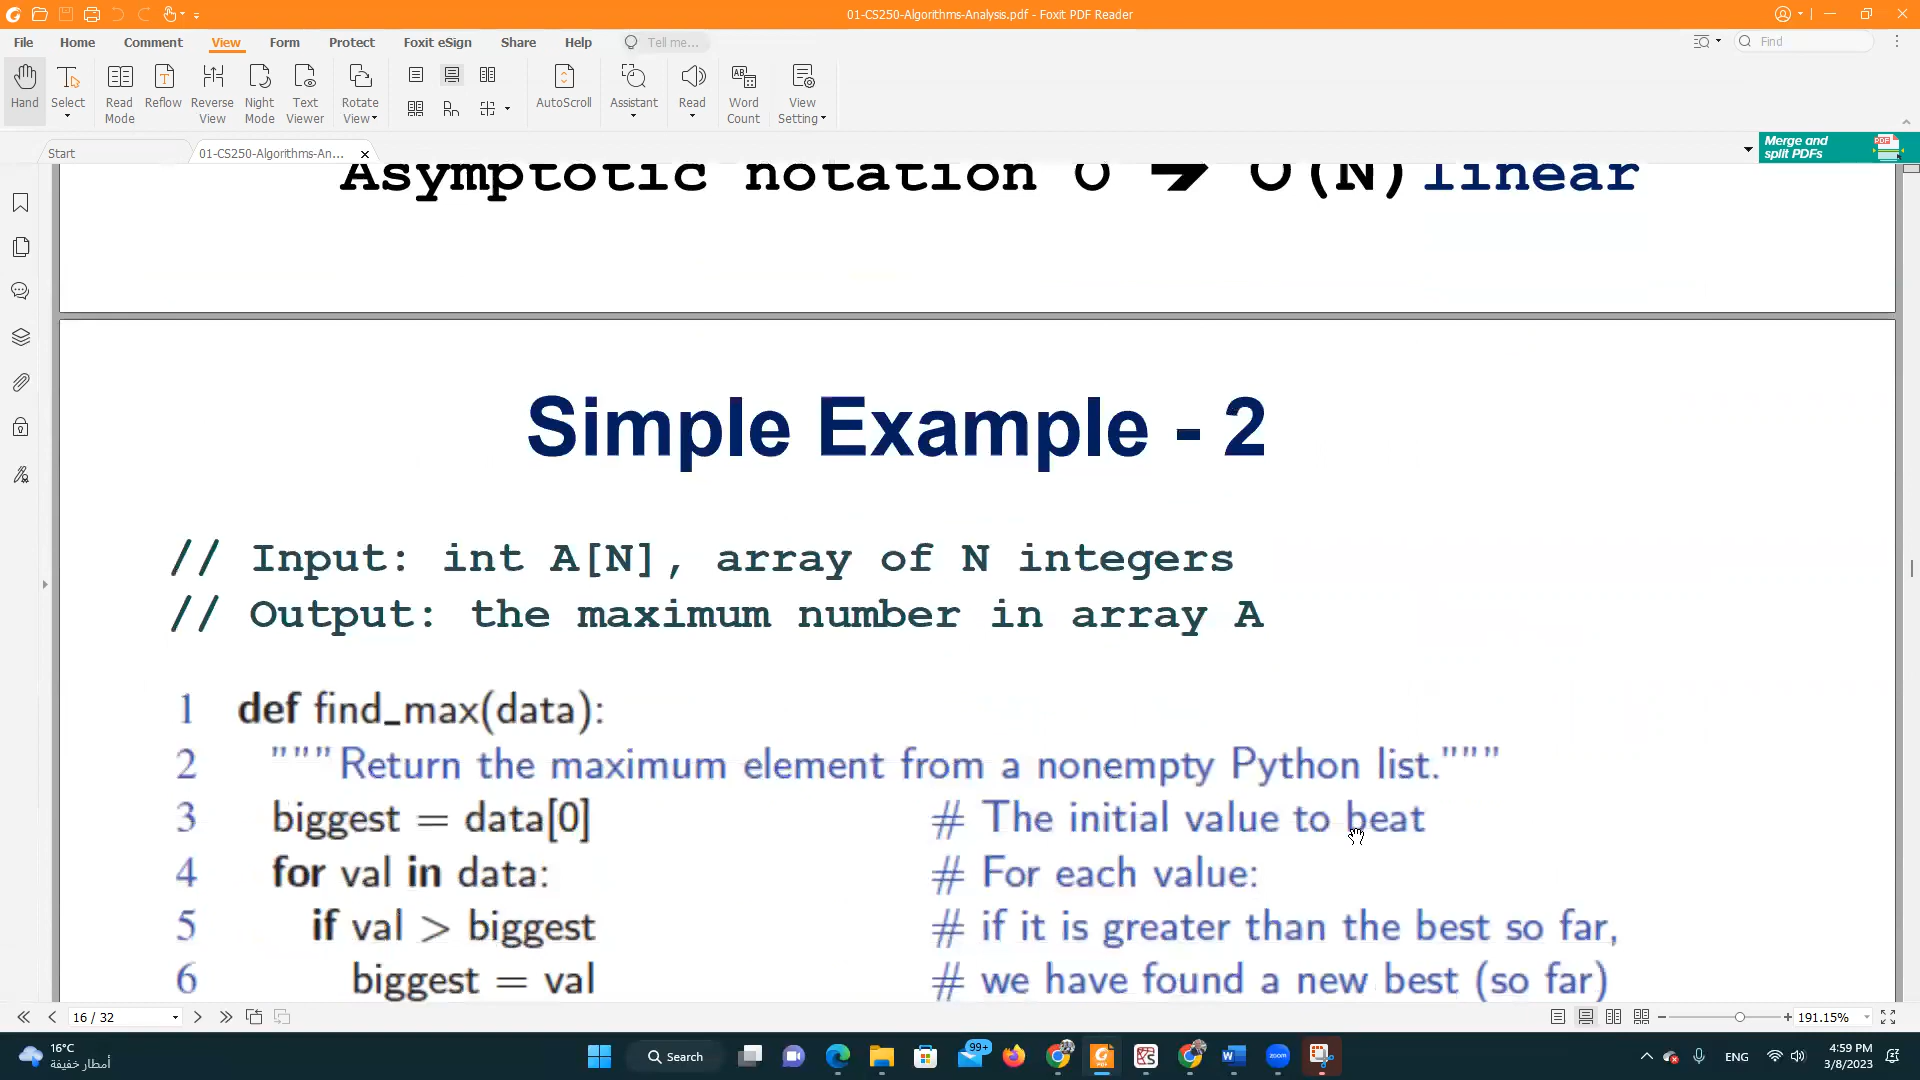 01-CS250-Algorithms-Analysis.pdf - Foxit PDF Reader
File Home Comment View Form Protect Foxit eSign Share Help Tell me... Find
Hand Select Read Mode Reflow Reverse View Night Mode Text Viewer Rotate View AutoScroll Assistant Read Word Count View Setting
Start 01-CS250-Algorithms-An... Merge and split PDFs
Asymptotic notation O → O(N) linear
Simple Example - 2
// Input: int A[N], array of N integers
// Output: the maximum number in array A
1 def find_max(data):
2 """Return the maximum element from a nonempty Python list."""
3 biggest = data[0] # The initial value to beat
4 for val in data: # For each value:
5 if val > biggest # if it is greater than the best so far,
6 biggest = val # we have found a new best (so far)
16 / 32 191.15%
16°C
أمطار خفيفة
Search
99+
zoom
ENG
4:59 PM
3/8/2023